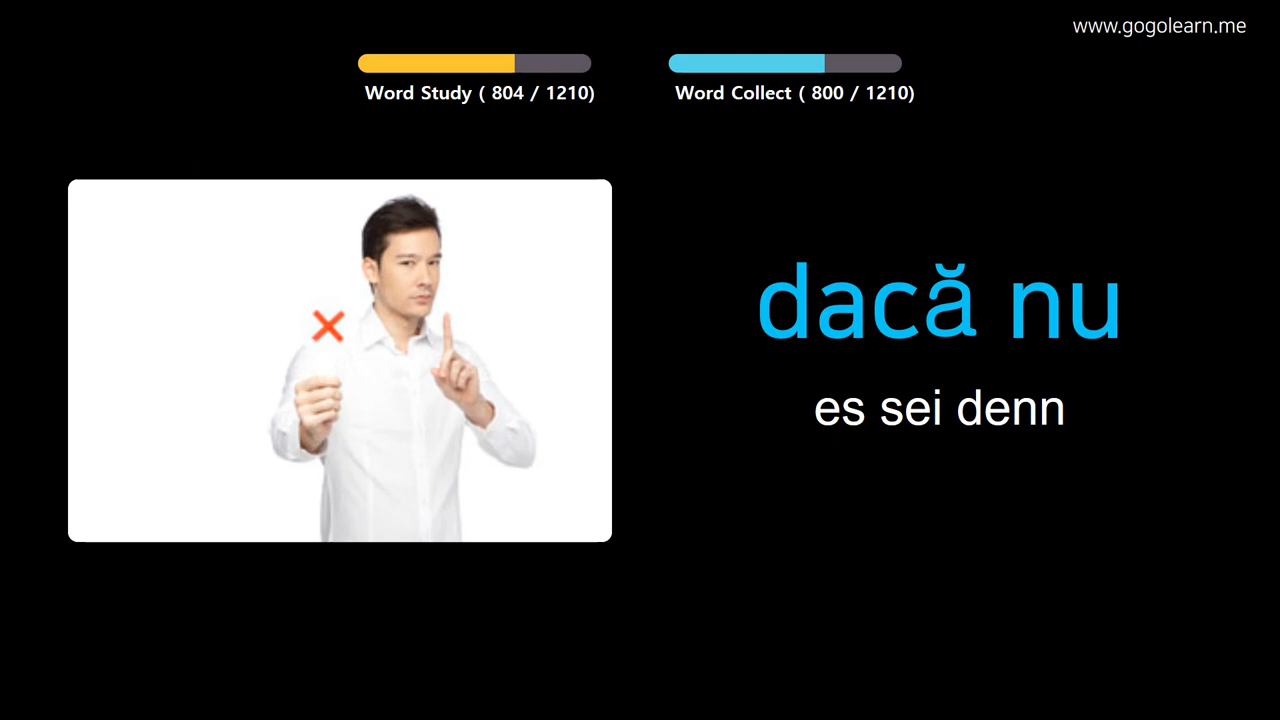 www.gogolearn.me
Word Study ( 804 / 1210)
Word Collect ( 800 / 1210)
dacă nu
es sei denn